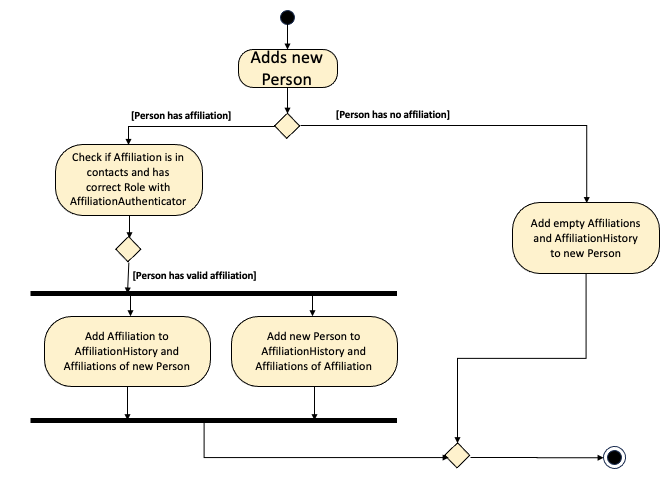 Adds new
Person
[Person has affiliation]
[Person has no affiliation]
Check if Affiliation is in
contacts and has
correct Role with
AffiliationAuthenticator
Add empty Affiliations
and AffiliationHistory
to new Person
[Person has valid affiliation]
Add Affiliation to
AffiliationHistory and
Affiliations of new Person
Add new Person to
AffiliationHistory and
Affiliations of Affiliation